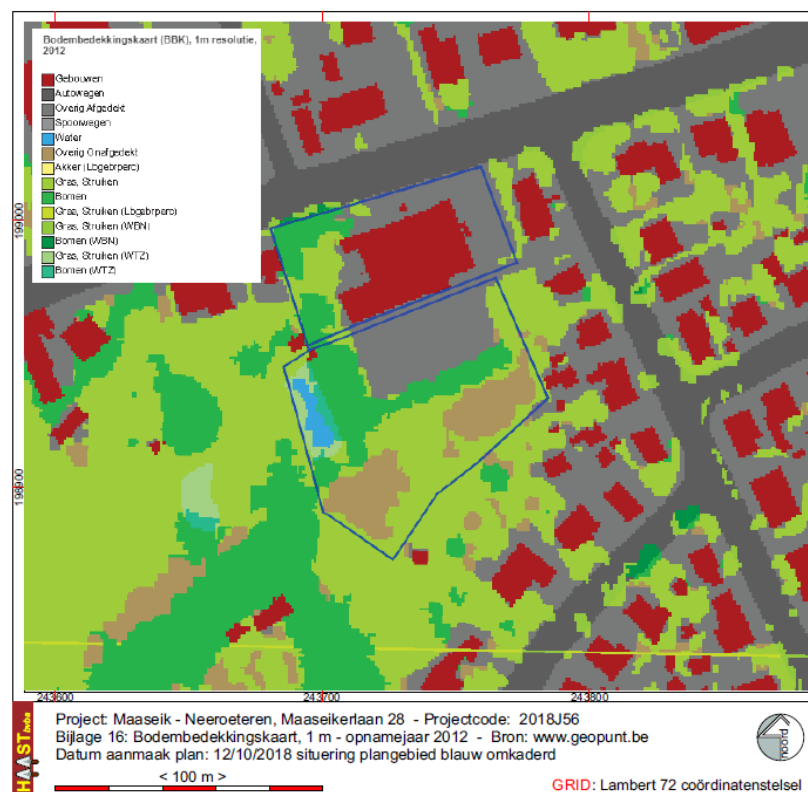 Bodembedekkingskaart (BBK), 1m resolutie,
2012
Gebouwen
Autowegen
Overig Afgedekt
Spoorwegen
Water
Overig Onafgedekt
Akker (Lbgebrperc)
Gras, Struiken
Bomen
Gras, Struiken (Lbgebrperc)
Gras, Struiken (WBN)
Bomen (WBN)
Gras, Struiken (WTZ)
Bomen (WTZ)
199000
198900
243600
243700
243800
HAAST bvba
Project: Maaseik - Neeroeteren, Maaseikerlaan 28 - Projectcode: 2018J56
Bijlage 16: Bodembedekkingskaart, 1 m - opnamejaar 2012 - Bron: www.geopunt.be
Datum aanmaak plan: 12/10/2018 situering plangebied blauw omkaderd
< 100 m >
noord
GRID: Lambert 72 coördinatenstelsel